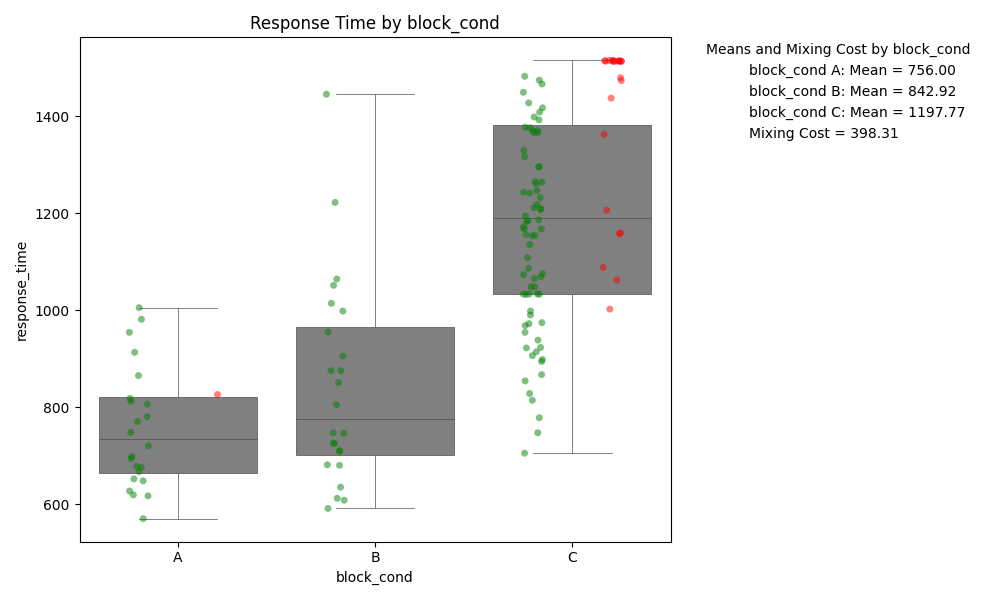 Response Time by block_cond
Means and Mixing Cost by block_cond
block_cond A: Mean = 756.00
block_cond B: Mean = 842.92
block_cond C: Mean = 1197.77
Mixing Cost = 398.31
response_time
1400
1200
1000
800
600
A B C
block_cond